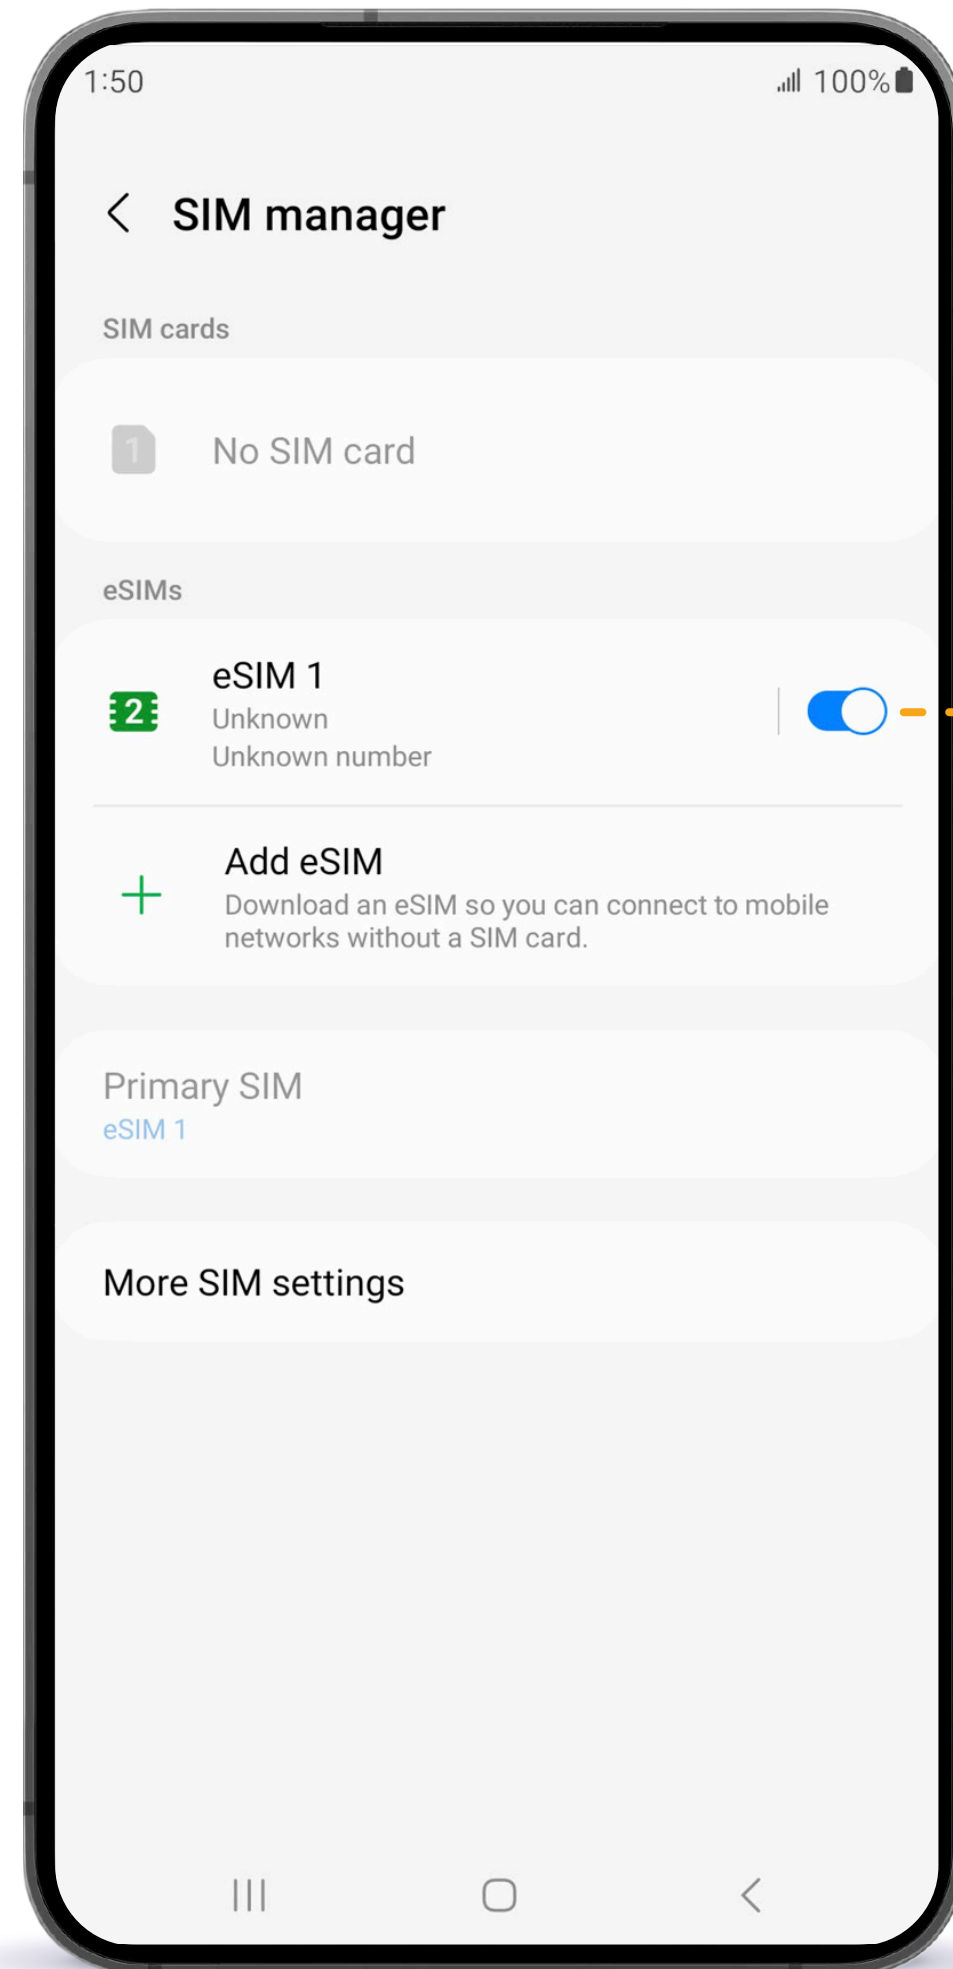 1:50
100%
SIM manager
SIM cards
1
No SIM card
eSIMs
2
eSIM 1
Unknown
Unknown number
Add eSIM
Download an eSIM so you can connect to mobile
networks without a SIM card.
Primary SIM
eSIM 1
More SIM settings